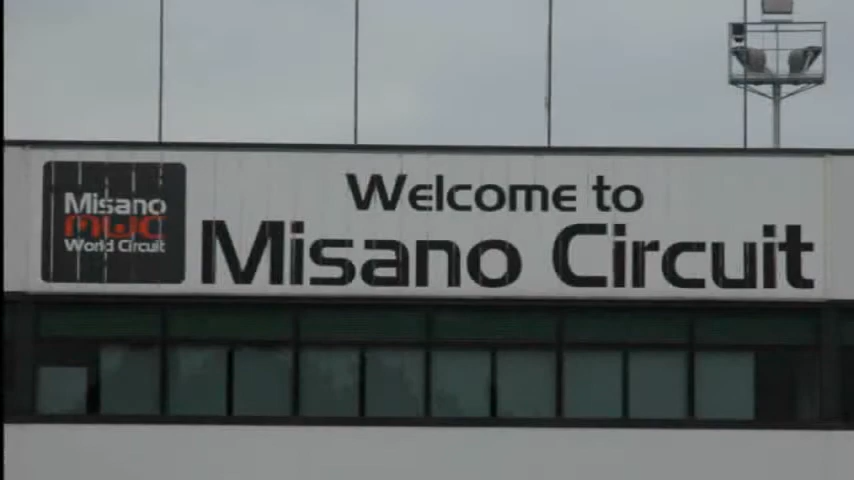 Misano
MWC
World Circuit
Welcome to
Misano Circuit